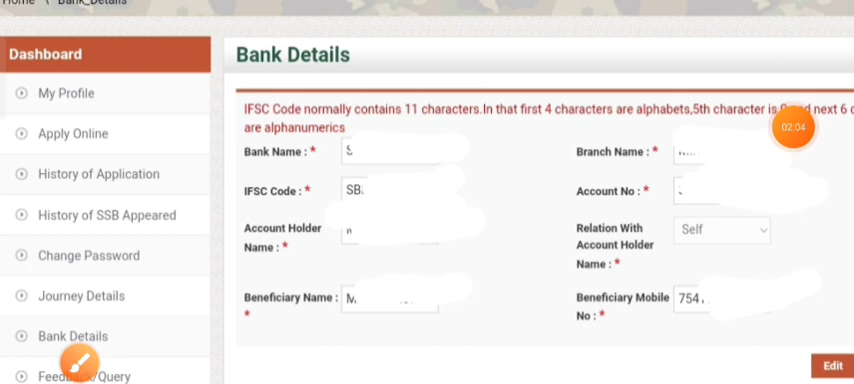 Home \ Bank_Details
Dashboard
My Profile
Apply Online
History of Application
History of SSB Appeared
Change Password
Journey Details
Bank Details
Bank Details
IFSC Code normally contains 11 characters.In that first 4 characters are alphabets,5th character is next 6
are alphanumerics
02:04
Bank Name : *
Branch Name : *
IFSC Code : * SB
Account No : *
Account Holder
Name : *
Relation With
Account Holder
Name : *
Self
Beneficiary Name :
*
Beneficiary Mobile
No : *
754
Edit